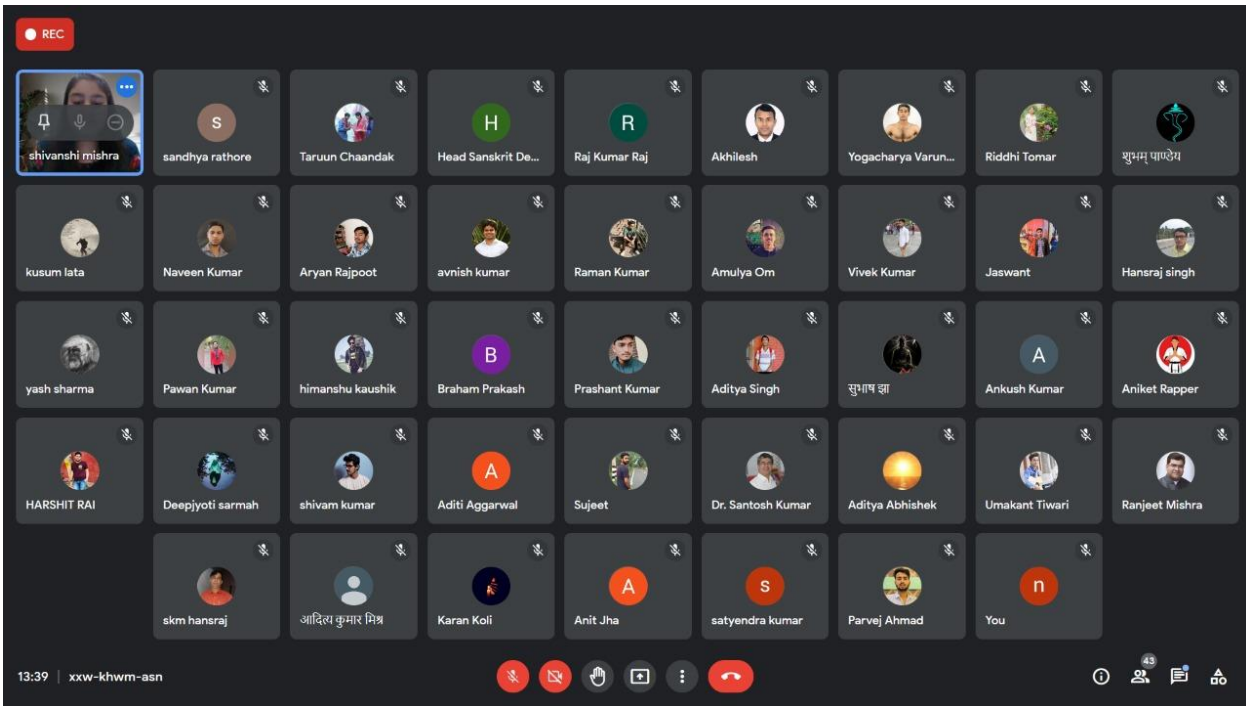 REC
shivanshi mishra
S
sandhya rathore
Taruun Chaandak
H
Head Sanskrit De...
R
Raj Kumar Raj
Akhilesh
Yogacharya Varun...
Riddhi Tomar
शुभम् पाण्डेय
kusum lata
Naveen Kumar
Aryan Rajpoot
avnish kumar
Raman Kumar
Amulya Om
Vivek Kumar
Jaswant
Hansraj singh
yash sharma
Pawan Kumar
himanshu kaushik
B
Braham Prakash
Prashant Kumar
Aditya Singh
सुभाष झा
A
Ankush Kumar
Aniket Rapper
HARSHIT RAI
Deepjyoti sarmah
shivam kumar
A
Aditi Aggarwal
Sujeet
Dr. Santosh Kumar
Aditya Abhishek
Umakant Tiwari
Ranjeet Mishra
skm hansraj
आदित्य कुमार मिश्र
Karan Koli
A
Anit Jha
s
satyendra kumar
Parvej Ahmad
n
You
13:39 | xxw-khwm-asn
43